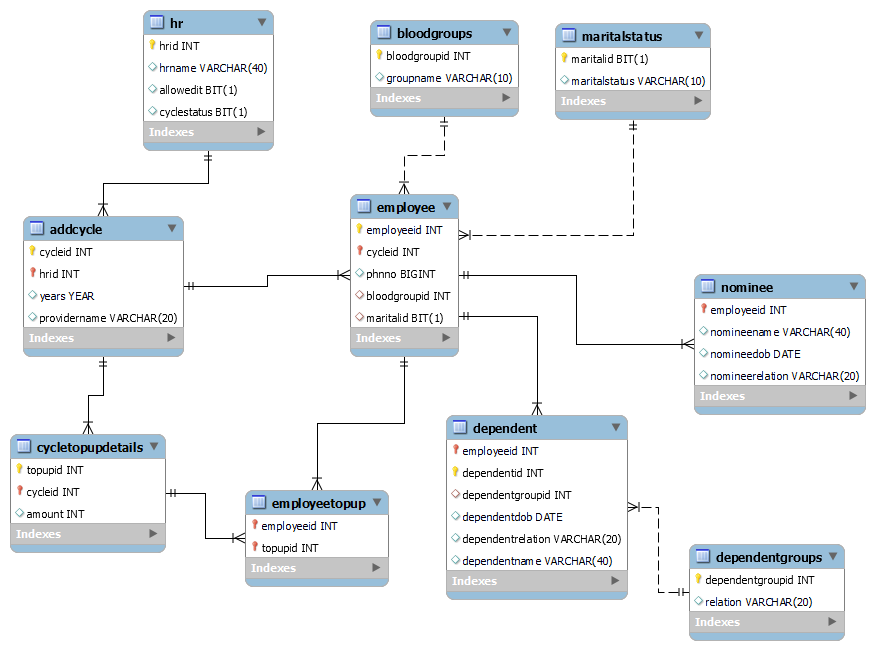 hr
hrid INT
hrname VARCHAR(40)
allowedit BIT(1)
cyclestatus BIT(1)
Indexes
bloodgroups
bloodgroupid INT
groupname VARCHAR(10)
Indexes
maritalstatus
maritalid BIT(1)
maritalstatus VARCHAR(10)
Indexes
addcycle
cycleid INT
hrid INT
years YEAR
providername VARCHAR(20)
Indexes
employee
employeeid INT
cycleid INT
phnno BIGINT
bloodgroupid INT
maritalid BIT(1)
Indexes
nominee
employeeid INT
nomineename VARCHAR(40)
nomineedob DATE
nomineerelation VARCHAR(20)
Indexes
cycletopupdetails
topupid INT
cycleid INT
amount INT
Indexes
employeetopup
employeeid INT
topupid INT
Indexes
dependent
employeeid INT
dependentid INT
dependentgroupid INT
dependentdob DATE
dependentrelation VARCHAR(20)
dependentname VARCHAR(40)
Indexes
dependentgroups
dependentgroupid INT
relation VARCHAR(20)
Indexes